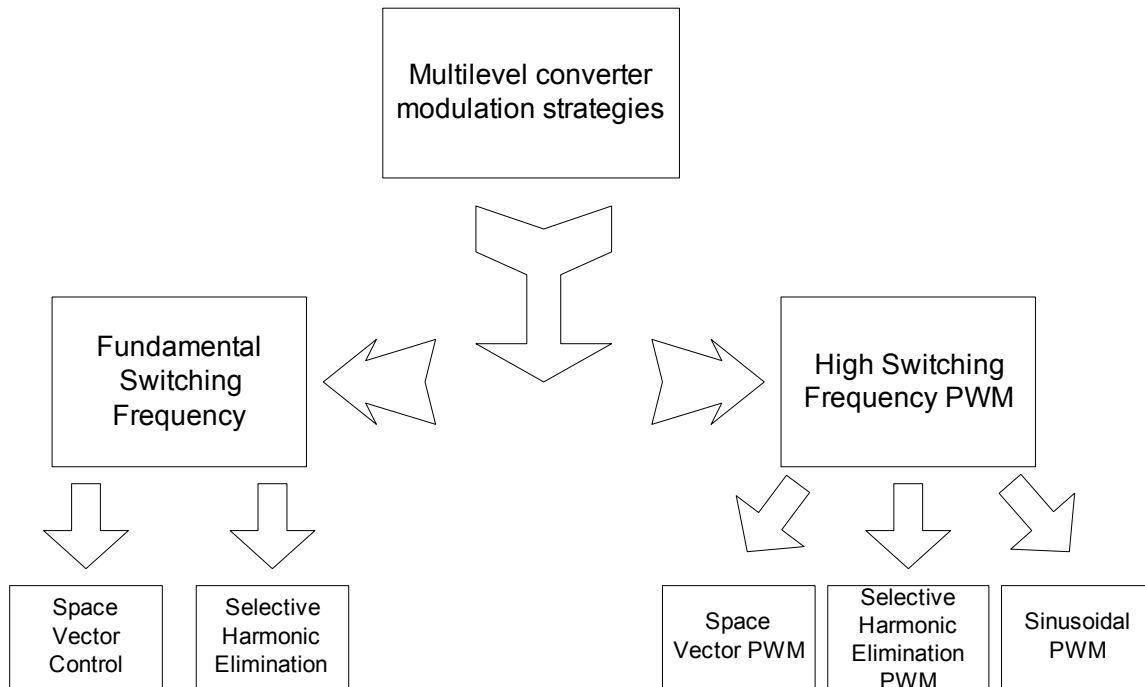 Multilevel converter
modulation strategies
Fundamental
Switching
Frequency
High Switching
Frequency PWM
Space
Vector
Control
Selective
Harmonic
Elimination
Space
Vector PWM
Selective
Harmonic
Elimination
PWM
Sinusoidal
PWM